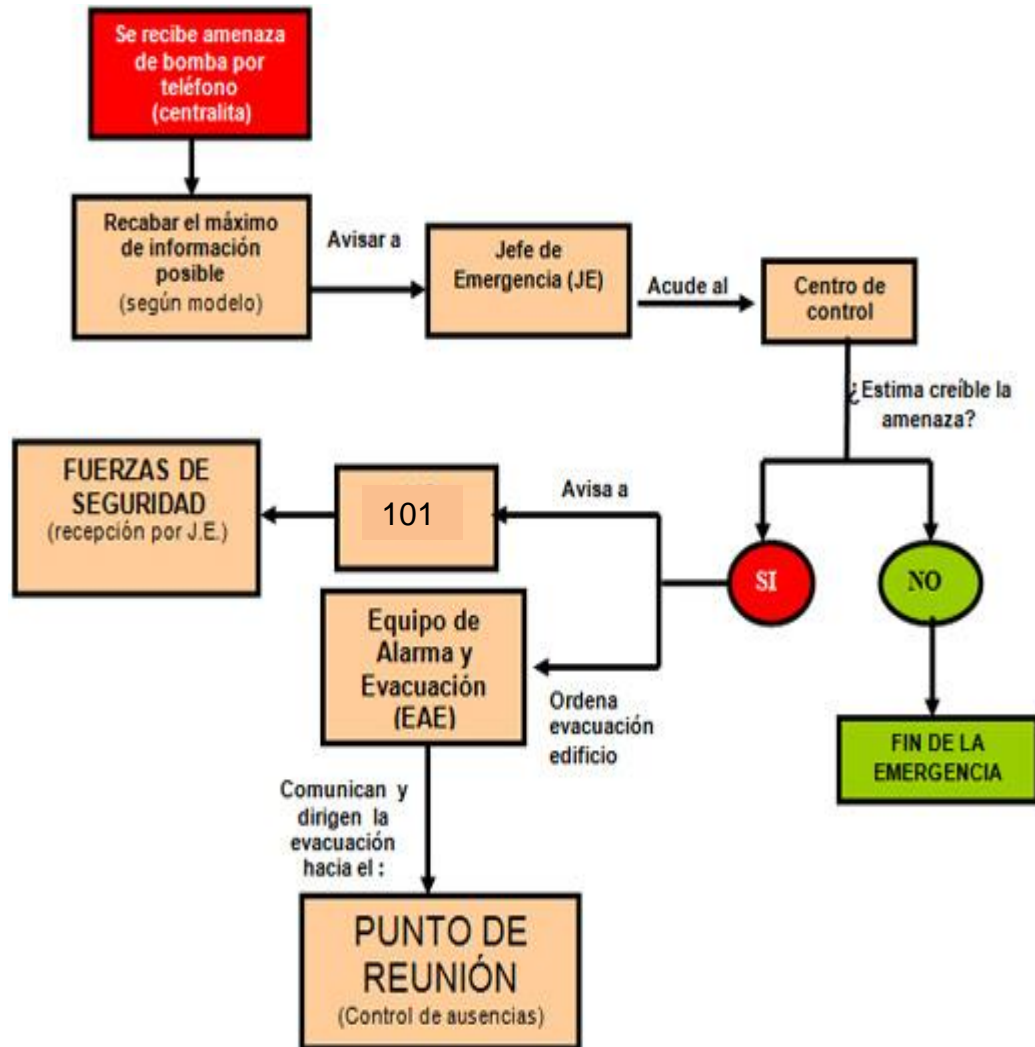 Se recibe amenaza
de bomba por
teléfono
(centralita)
Recabar el máximo
de información
posible
(según modelo)
Avisar a
Jefe de
Emergencia (JE)
Acude al
Centro de
control
¿Estima creíble la
amenaza?
FUERZAS DE
SEGURIDAD
(recepción por J.E.)
101
Avisa a
SI
NO
Equipo de
Alarma y
Evacuación
(EAE)
Ordena
evacuación
edificio
FIN DE LA
EMERGENCIA
Comunican y
dirigen la
evacuación
hacia el :
PUNTO DE
REUNIÓN
(Control de ausencias)